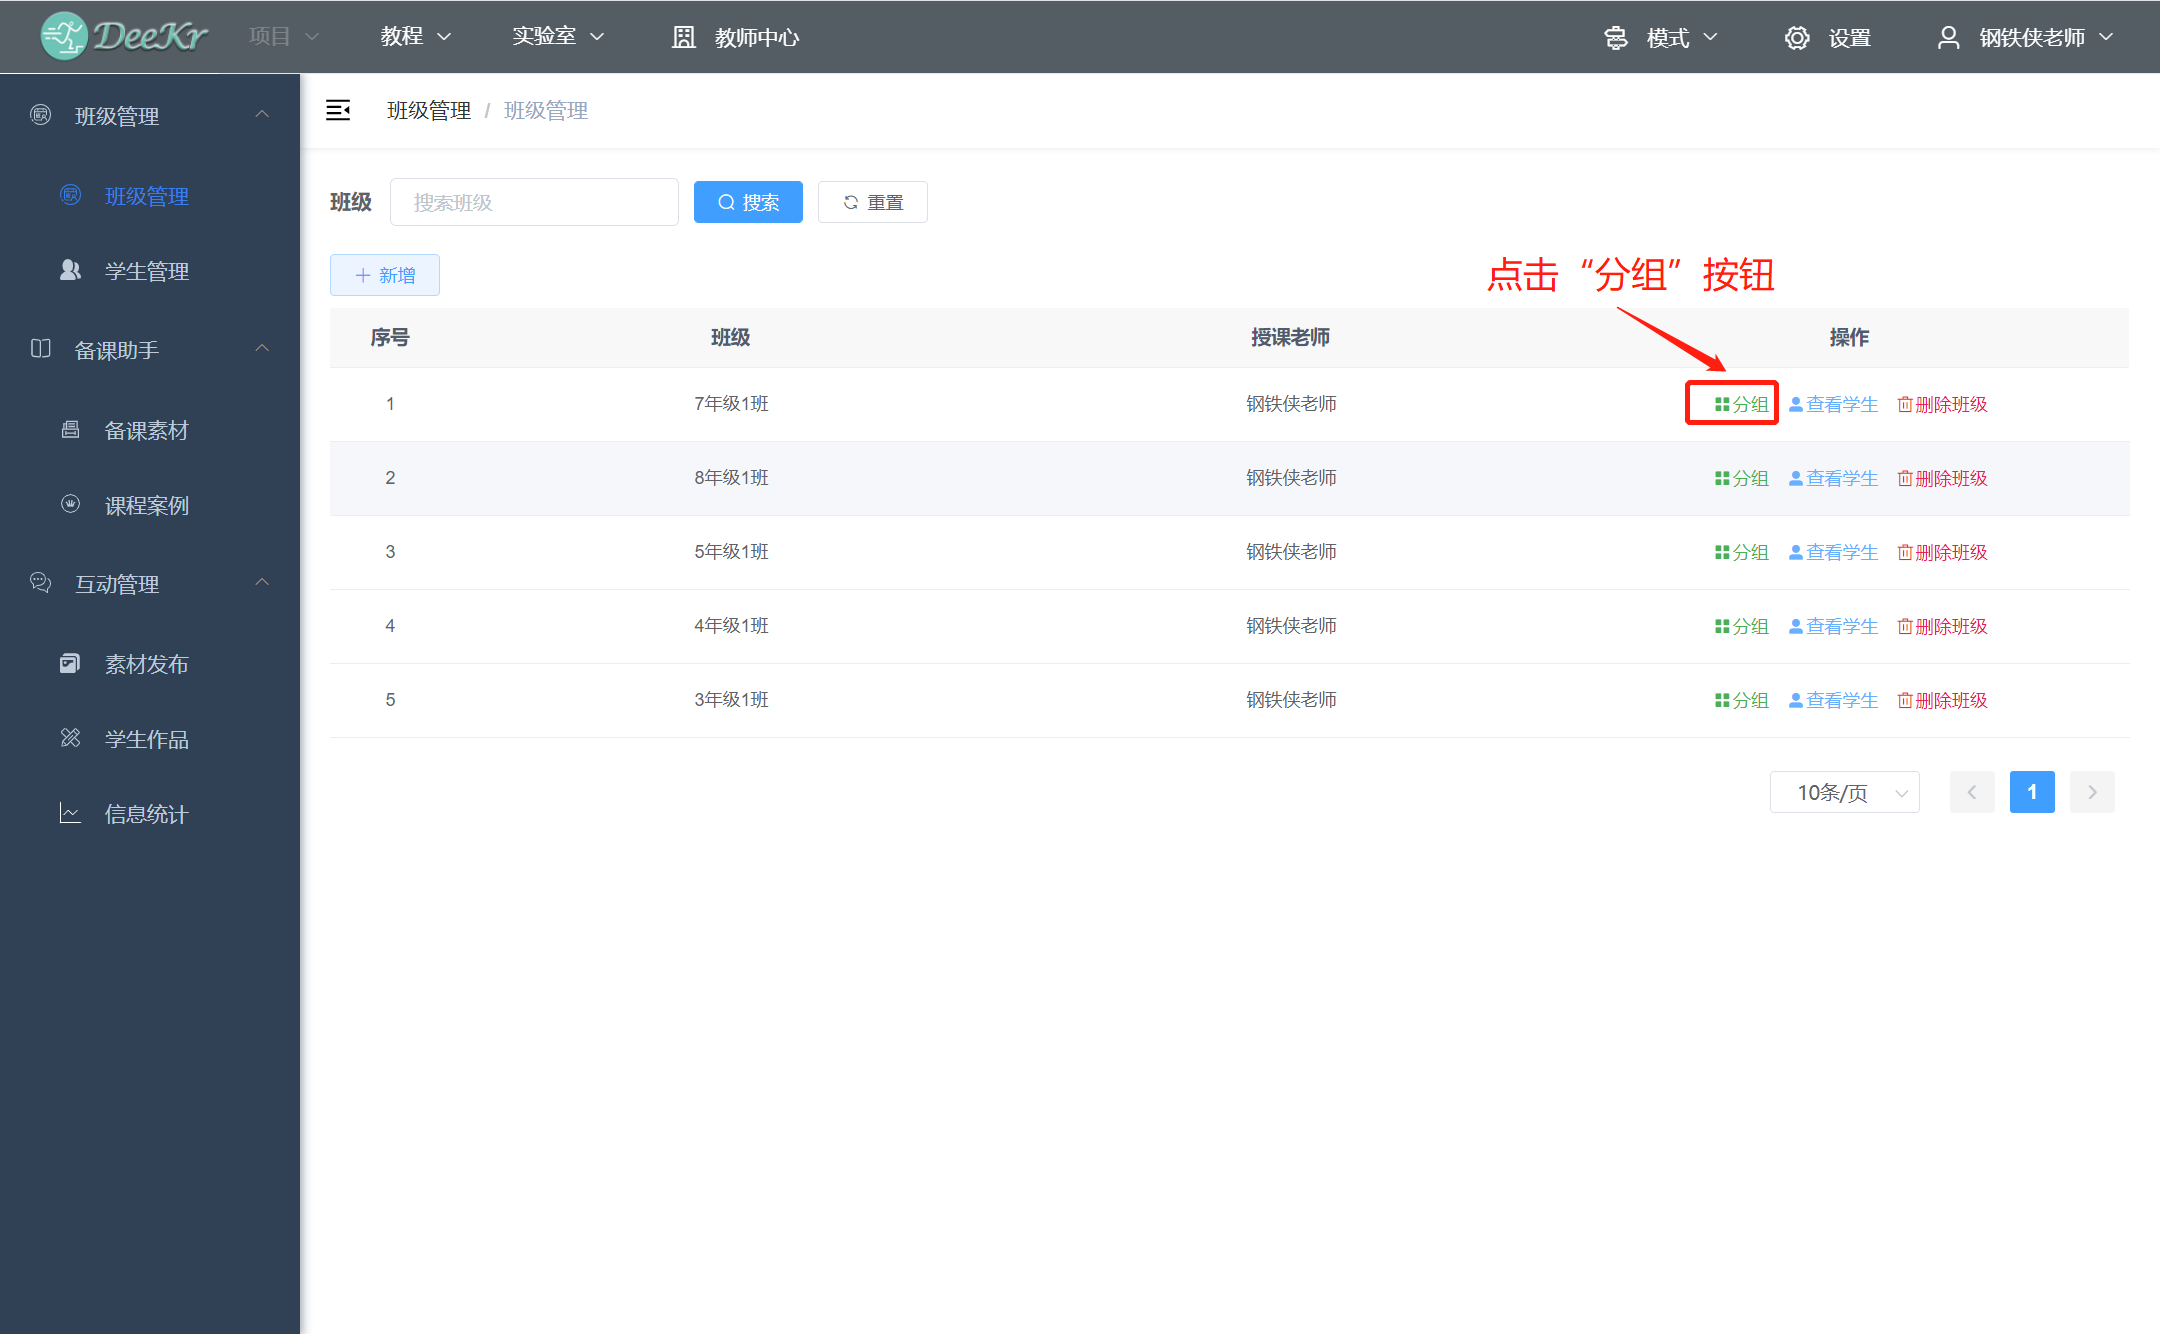 DeeKr 项目 教程 实验室 教师中心 模式 设置 钢铁侠老师
班级管理
班级管理
学生管理
备课助手
备课素材
课程案例
互动管理
素材发布
学生作品
信息统计
班级管理 / 班级管理
班级 搜索班级 搜索 重置
新增
点击“分组”按钮
序号 班级 授课老师 操作
1 7年级1班 钢铁侠老师 分组 查看学生 删除班级
2 8年级1班 钢铁侠老师 分组 查看学生 删除班级
3 5年级1班 钢铁侠老师 分组 查看学生 删除班级
4 4年级1班 钢铁侠老师 分组 查看学生 删除班级
5 3年级1班 钢铁侠老师 分组 查看学生 删除班级
10条/页 1